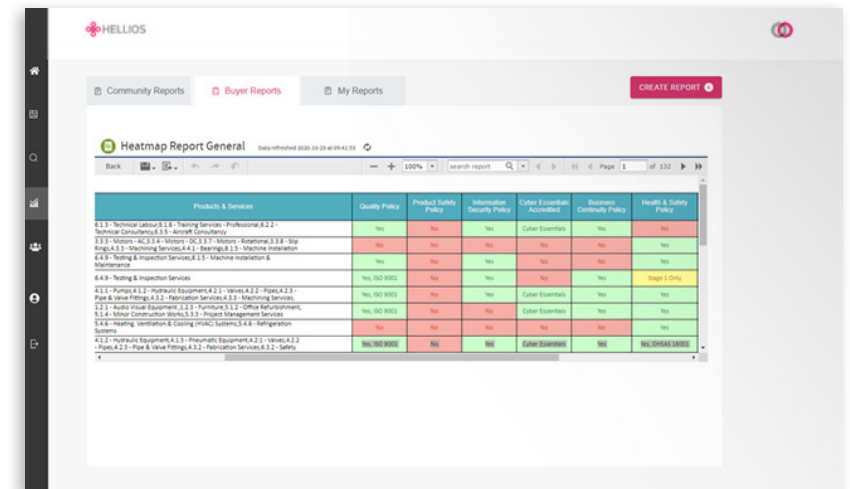 HELLIOS
Community Reports
Buyer Reports
My Reports
CREATE REPORT
Heatmap Report General
Data refreshed 2020-10-29 at 09:41:53
Back
100%
search report
Page 1 of 132
Products & Services
Quality Policy
Product Safety
Policy
Information
Security Policy
Cyber Essentials
Accredited
Business
Continuity Policy
Health & Safety
Policy
6.1.3 - Technical Labour;6.1.8 - Training Services - Professional,6.2.2 -
Technical Consultancy,6.3.5 - Aircraft Consultancy
Yes No Yes Cyber Essentials Yes No
3.3.3 - Motors - AC,3.3.4 - Motors - DC,3.3.7 - Motors - Rotational,3.3.8 - Slip
Rings,4.3.3 - Machining Services,4.4.1 - Bearings,8.1.5 - Machine Installation
No No No No No Yes
6.4.9 - Testing & Inspection Services,8.1.5 - Machine Installation &
Maintenance
Yes No Yes No No Yes
6.4.9 - Testing & Inspection Services
Yes, ISO 9001 No Yes No Yes Stage 1 Only
4.1.1 - Pumps,4.1.2 - Hydraulic Equipment,4.2.1 - Valves,4.2.2 - Pipes,4.2.3 -
Pipe & Valve Fittings,4.3.2 - Fabrication Services,4.3.3 - Machining Services,
Yes, ISO 9001 No Yes Cyber Essentials Yes Yes
1.2.1 - Audio Visual Equipment ,1.2.3 - Furniture,5.1.2 - Office Refurbishment,
5.1.4 - Minor Construction Works,5.3.3 - Project Management Services
Yes, ISO 9001 No No Cyber Essentials Yes Yes
5.4.6 - Heating, Ventilation & Cooling (HVAC) Systems,5.4.8 - Refrigeration
Systems
No No No No No Yes
4.1.2 - Hydraulic Equipment,4.1.3 - Pneumatic Equipment,4.2.1 - Valves,4.2.2
- Pipes,4.2.3 - Pipe & Valve Fittings,4.3.2 - Fabrication Services,6.3.2 - Safety
Yes, ISO 9001 No Yes Cyber Essentials Yes Yes, OHSAS 18001